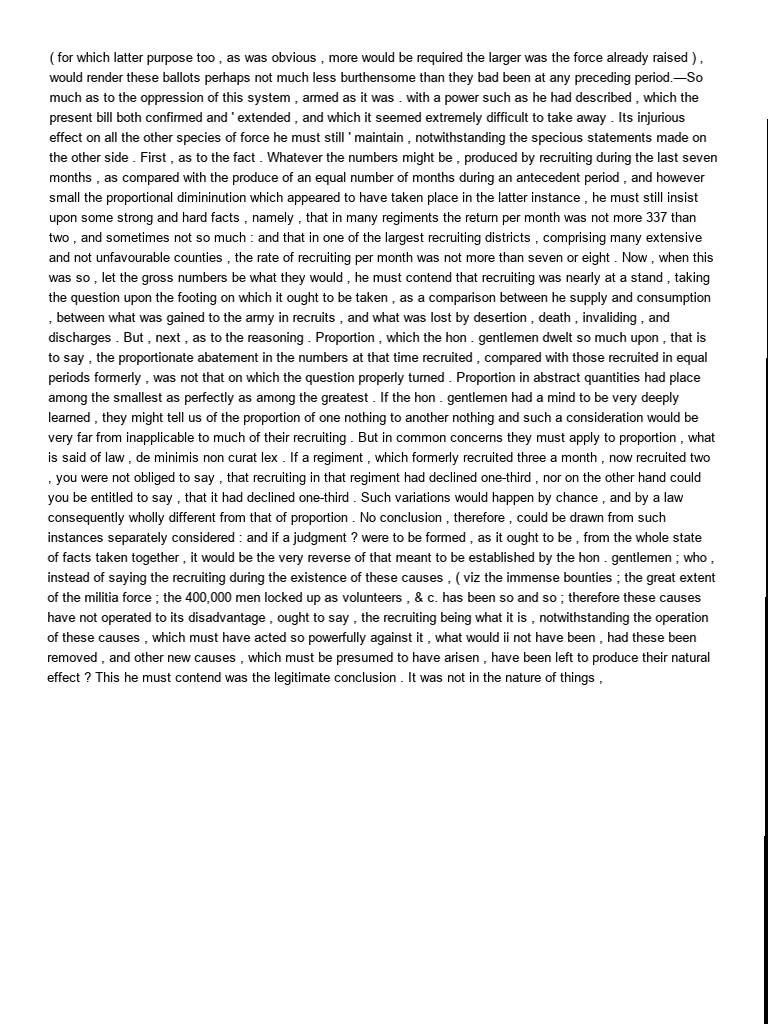 ( for which latter purpose too , as was obvious , more would be required the larger was the force already raised ) ,
would render these ballots perhaps not much less burthensome than they bad been at any preceding period.—So
much as to the oppression of this system , armed as it was . with a power such as he had described , which the
present bill both confirmed and ' extended , and which it seemed extremely difficult to take away . Its injurious
effect on all the other species of force he must still ' maintain , notwithstanding the specious statements made on
the other side . First , as to the fact . Whatever the numbers might be , produced by recruiting during the last seven
months , as compared with the produce of an equal number of months during an antecedent period , and however
small the proportional dimininution which appeared to have taken place in the latter instance , he must still insist
upon some strong and hard facts , namely , that in many regiments the return per month was not more 337 than
two , and sometimes not so much : and that in one of the largest recruiting districts , comprising many extensive
and not unfavourable counties , the rate of recruiting per month was not more than seven or eight . Now , when this
was so , let the gross numbers be what they would , he must contend that recruiting was nearly at a stand , taking
the question upon the footing on which it ought to be taken , as a comparison between he supply and consumption
, between what was gained to the army in recruits , and what was lost by desertion , death , invaliding , and
discharges . But , next , as to the reasoning . Proportion , which the hon . gentlemen dwelt so much upon , that is
to say , the proportionate abatement in the numbers at that time recruited , compared with those recruited in equal
periods formerly , was not that on which the question properly turned . Proportion in abstract quantities had place
among the smallest as perfectly as among the greatest . If the hon . gentlemen had a mind to be very deeply
learned , they might tell us of the proportion of one nothing to another nothing and such a consideration would be
very far from inapplicable to much of their recruiting . But in common concerns they must apply to proportion , what
is said of law , de minimis non curat lex . If a regiment , which formerly recruited three a month , now recruited two
, you were not obliged to say , that recruiting in that regiment had declined one-third , nor on the other hand could
you be entitled to say , that it had declined one-third . Such variations would happen by chance , and by a law
consequently wholly different from that of proportion . No conclusion , therefore , could be drawn from such
instances separately considered : and if a judgment ? were to be formed , as it ought to be , from the whole state
of facts taken together , it would be the very reverse of that meant to be established by the hon . gentlemen ; who ,
instead of saying the recruiting during the existence of these causes , ( viz the immense bounties ; the great extent
of the militia force ; the 400,000 men locked up as volunteers , & c. has been so and so ; therefore these causes
have not operated to its disadvantage , ought to say , the recruiting being what it is , notwithstanding the operation
of these causes , which must have acted so powerfully against it , what would ii not have been , had these been
removed , and other new causes , which must be presumed to have arisen , have been left to produce their natural
effect ? This he must contend was the legitimate conclusion . It was not in the nature of things ,